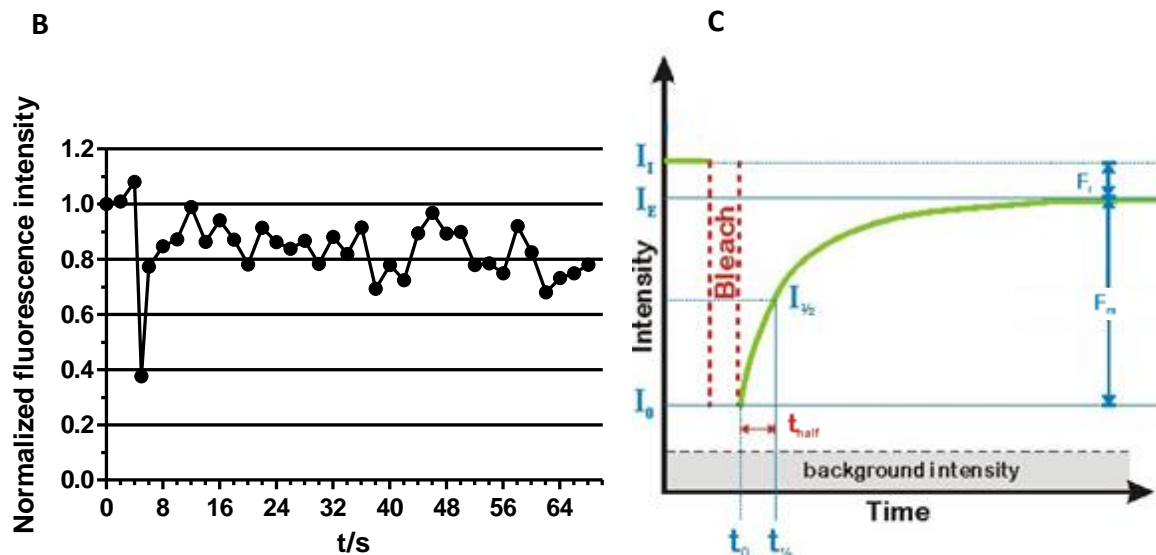 B
Normalized fluorescence intensity
1.2
1.0
0.8
0.6
0.4
0.2
0.0
0 8 16 24 32 40 48 56 64
t/s
C
Intensity
I_I
I_E
I_½
I_0
Bleach
F_i
F_m
t_half
background intensity
Time
t_0 t_½